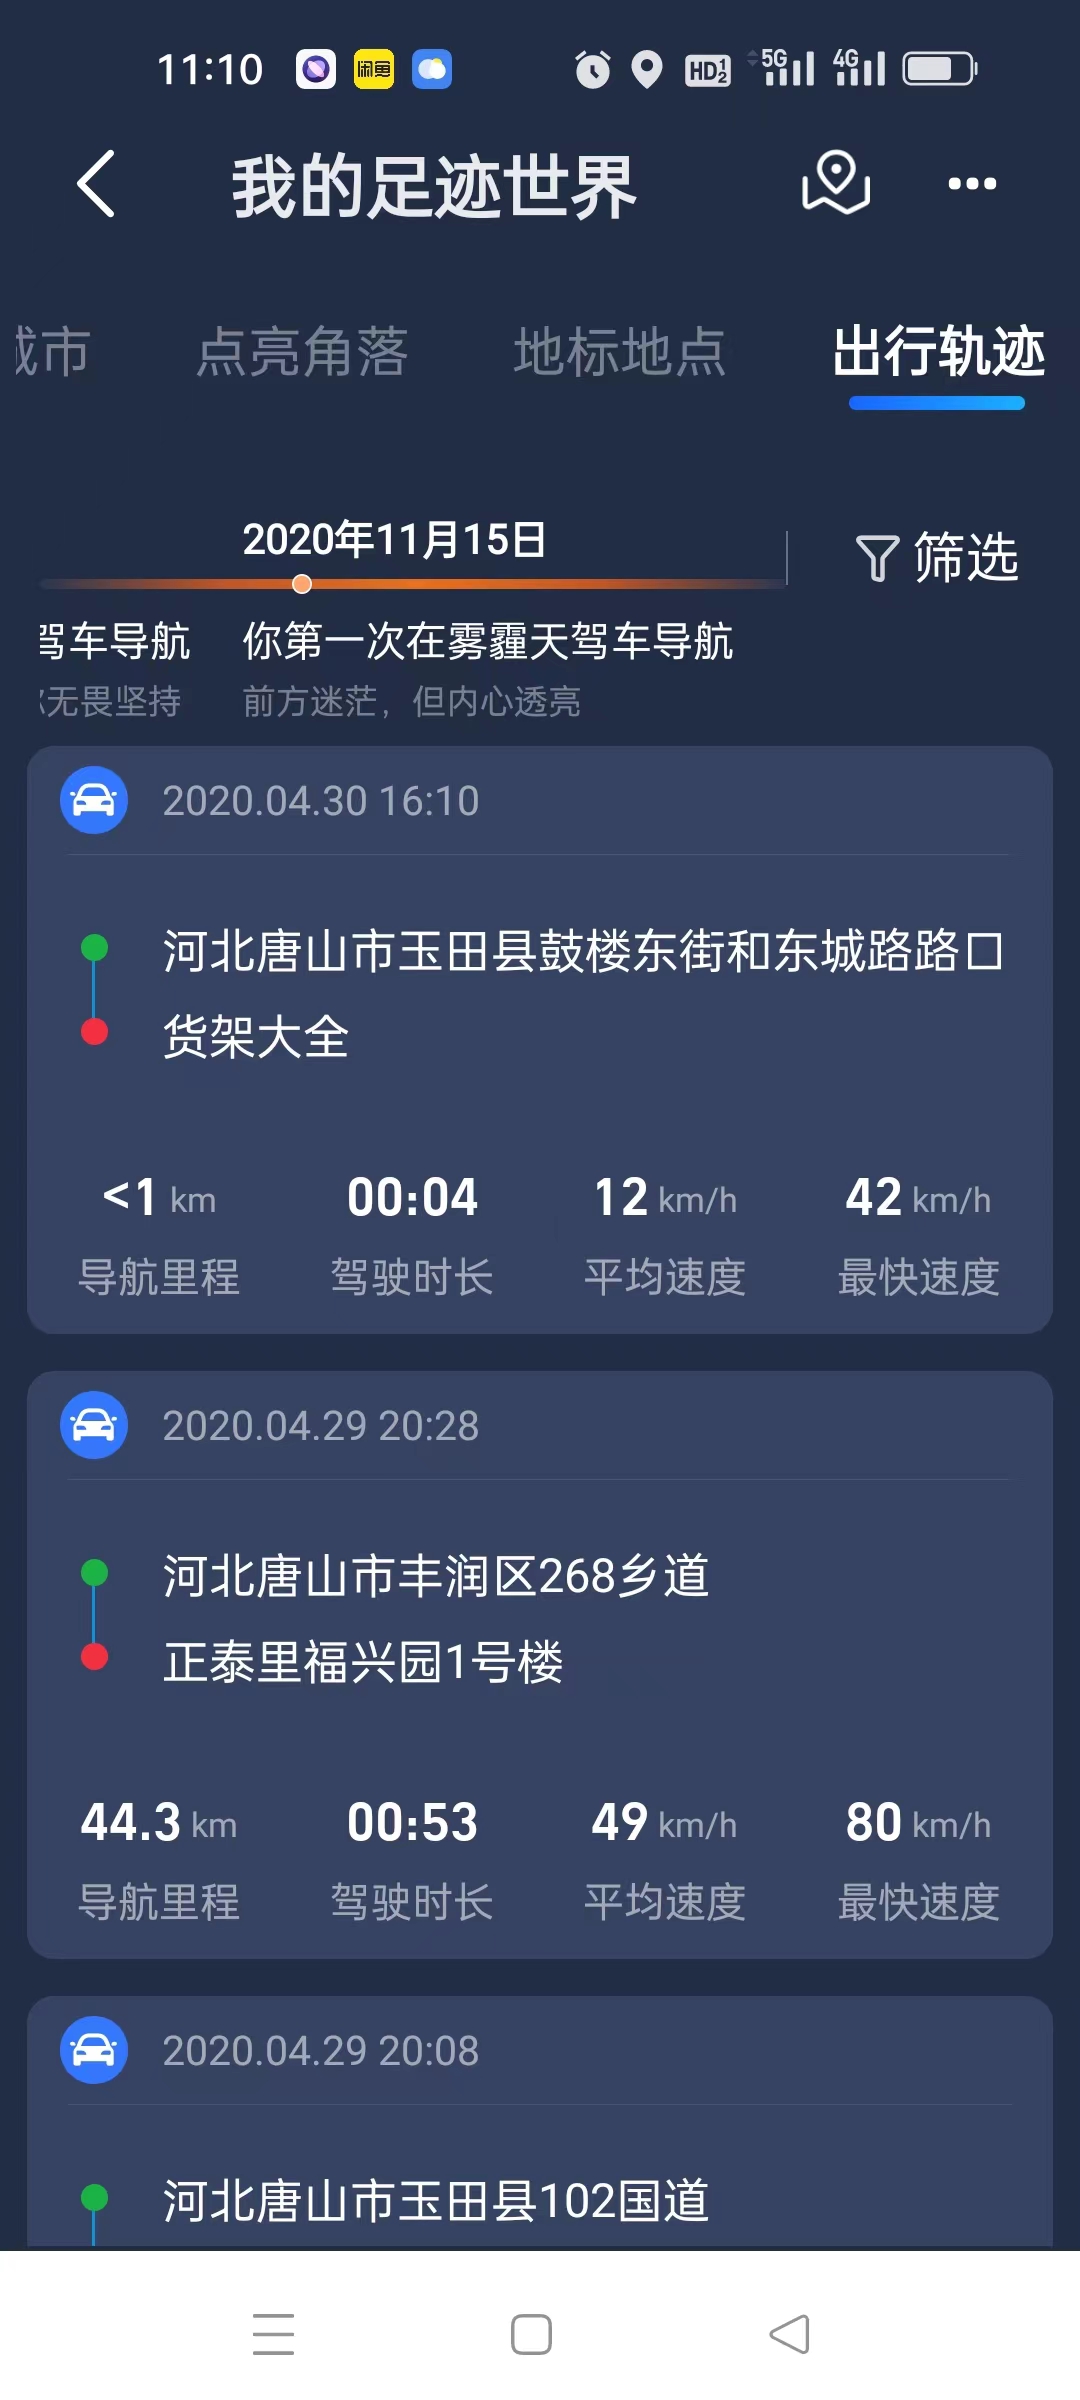 11:10 闲鱼 HD 1 2 5G 4G
我的足迹世界
市 点亮角落 地标地点 出行轨迹
2020年11月15日
筛选
驾车导航 你第一次在雾霾天驾车导航
无畏坚持 前方迷茫，但内心透亮
2020.04.30 16:10
河北唐山市玉田县鼓楼东街和东城路路口
货架大全
<1 km 00:04 12 km/h 42 km/h
导航里程 驾驶时长 平均速度 最快速度
2020.04.29 20:28
河北唐山市丰润区268乡道
正泰里福兴园1号楼
44.3 km 00:53 49 km/h 80 km/h
导航里程 驾驶时长 平均速度 最快速度
2020.04.29 20:08
河北唐山市玉田县102国道